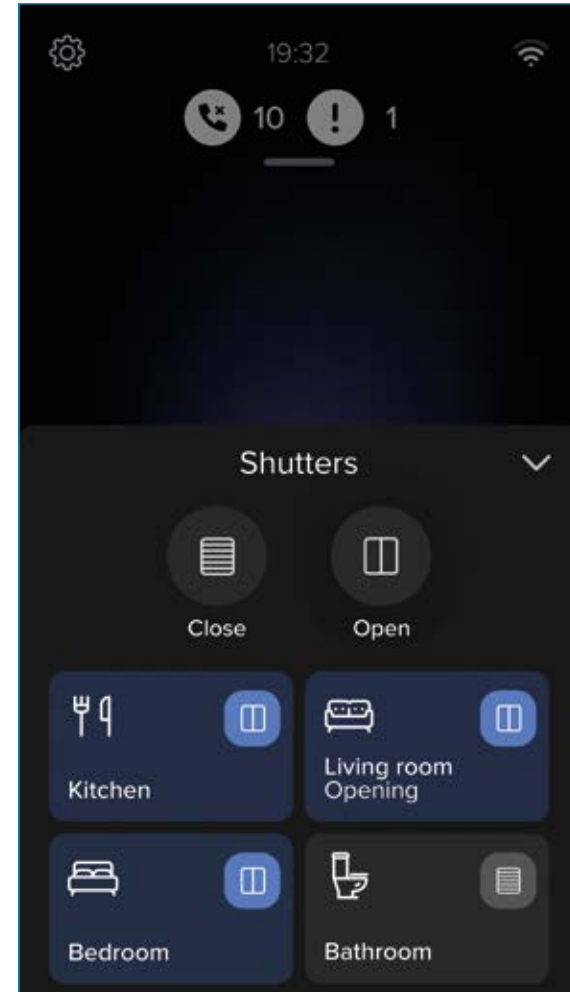 19:32
10 1
Shutters
Close Open
Kitchen
Living room
Opening
Bedroom
Bathroom